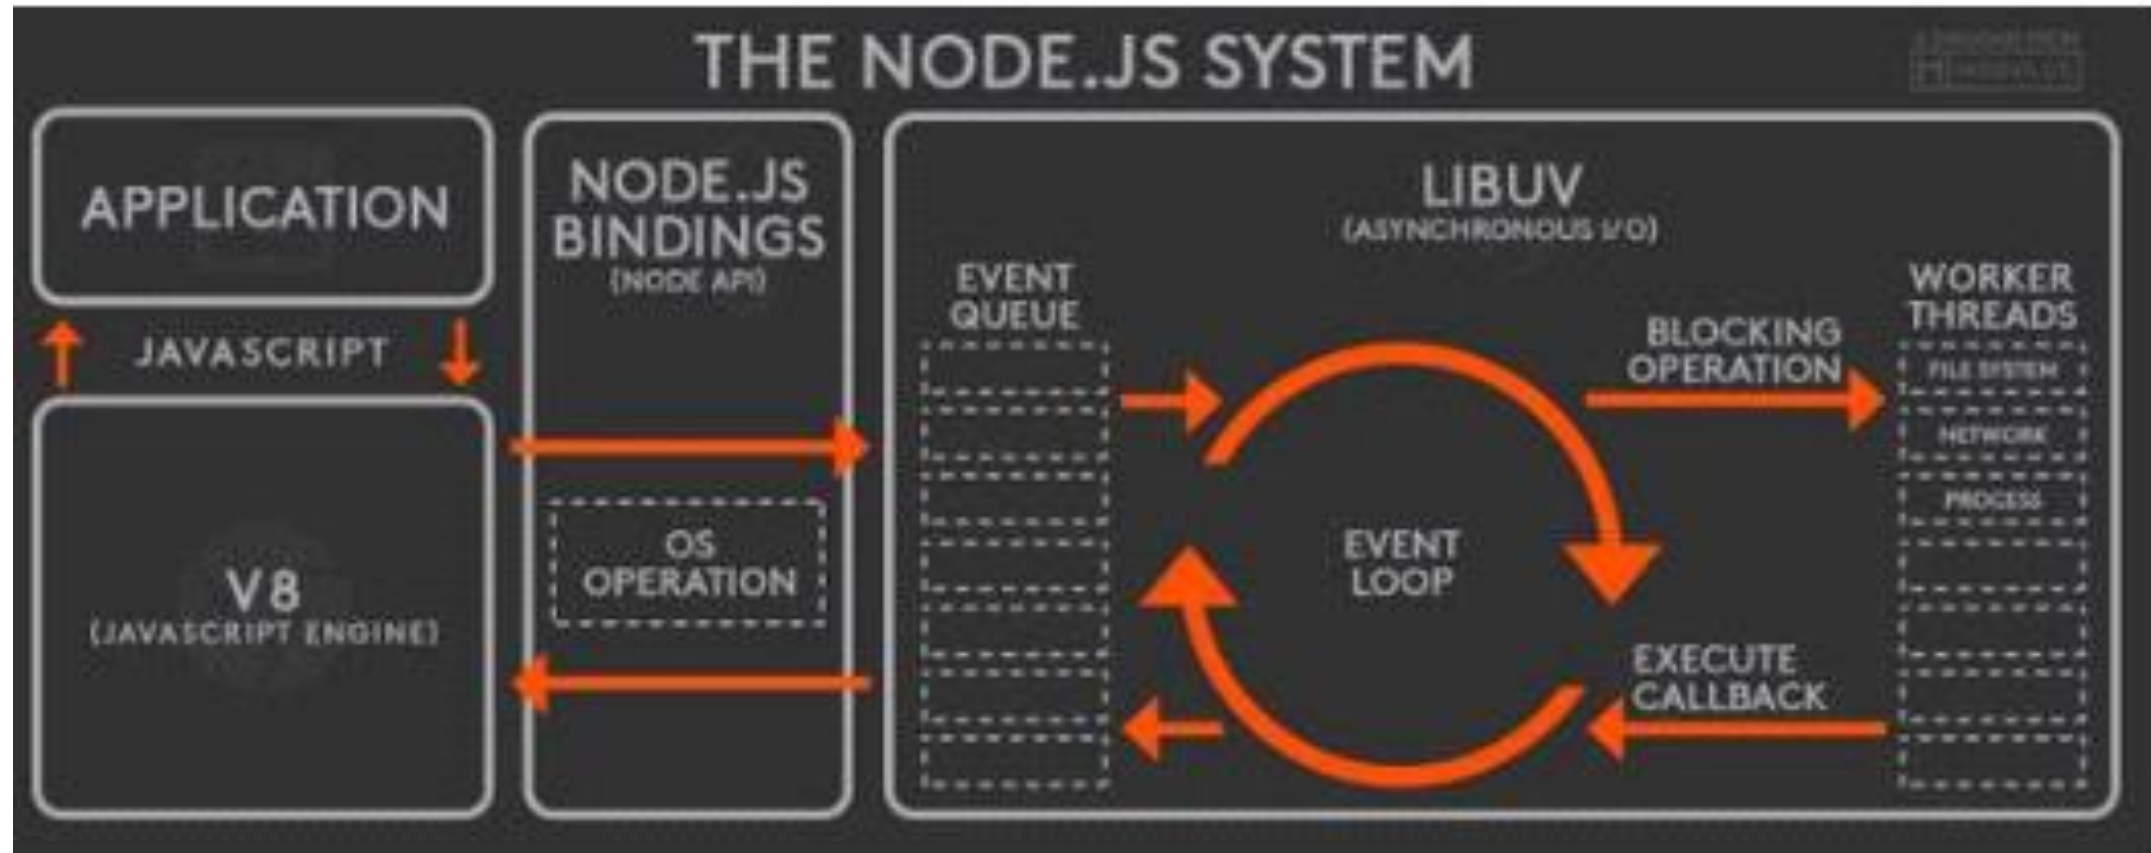 THE NODE.JS SYSTEM
APPLICATION
JAVASCRIPT
V8
(JAVASCRIPT ENGINE)
NODE.JS
BINDINGS
(NODE API)
OS
OPERATION
LIBUV
(ASYNCHRONOUS I/O)
EVENT
QUEUE
EVENT
LOOP
BLOCKING
OPERATION
EXECUTE
CALLBACK
WORKER
THREADS
FILE SYSTEM
NETWORK
PROCESS